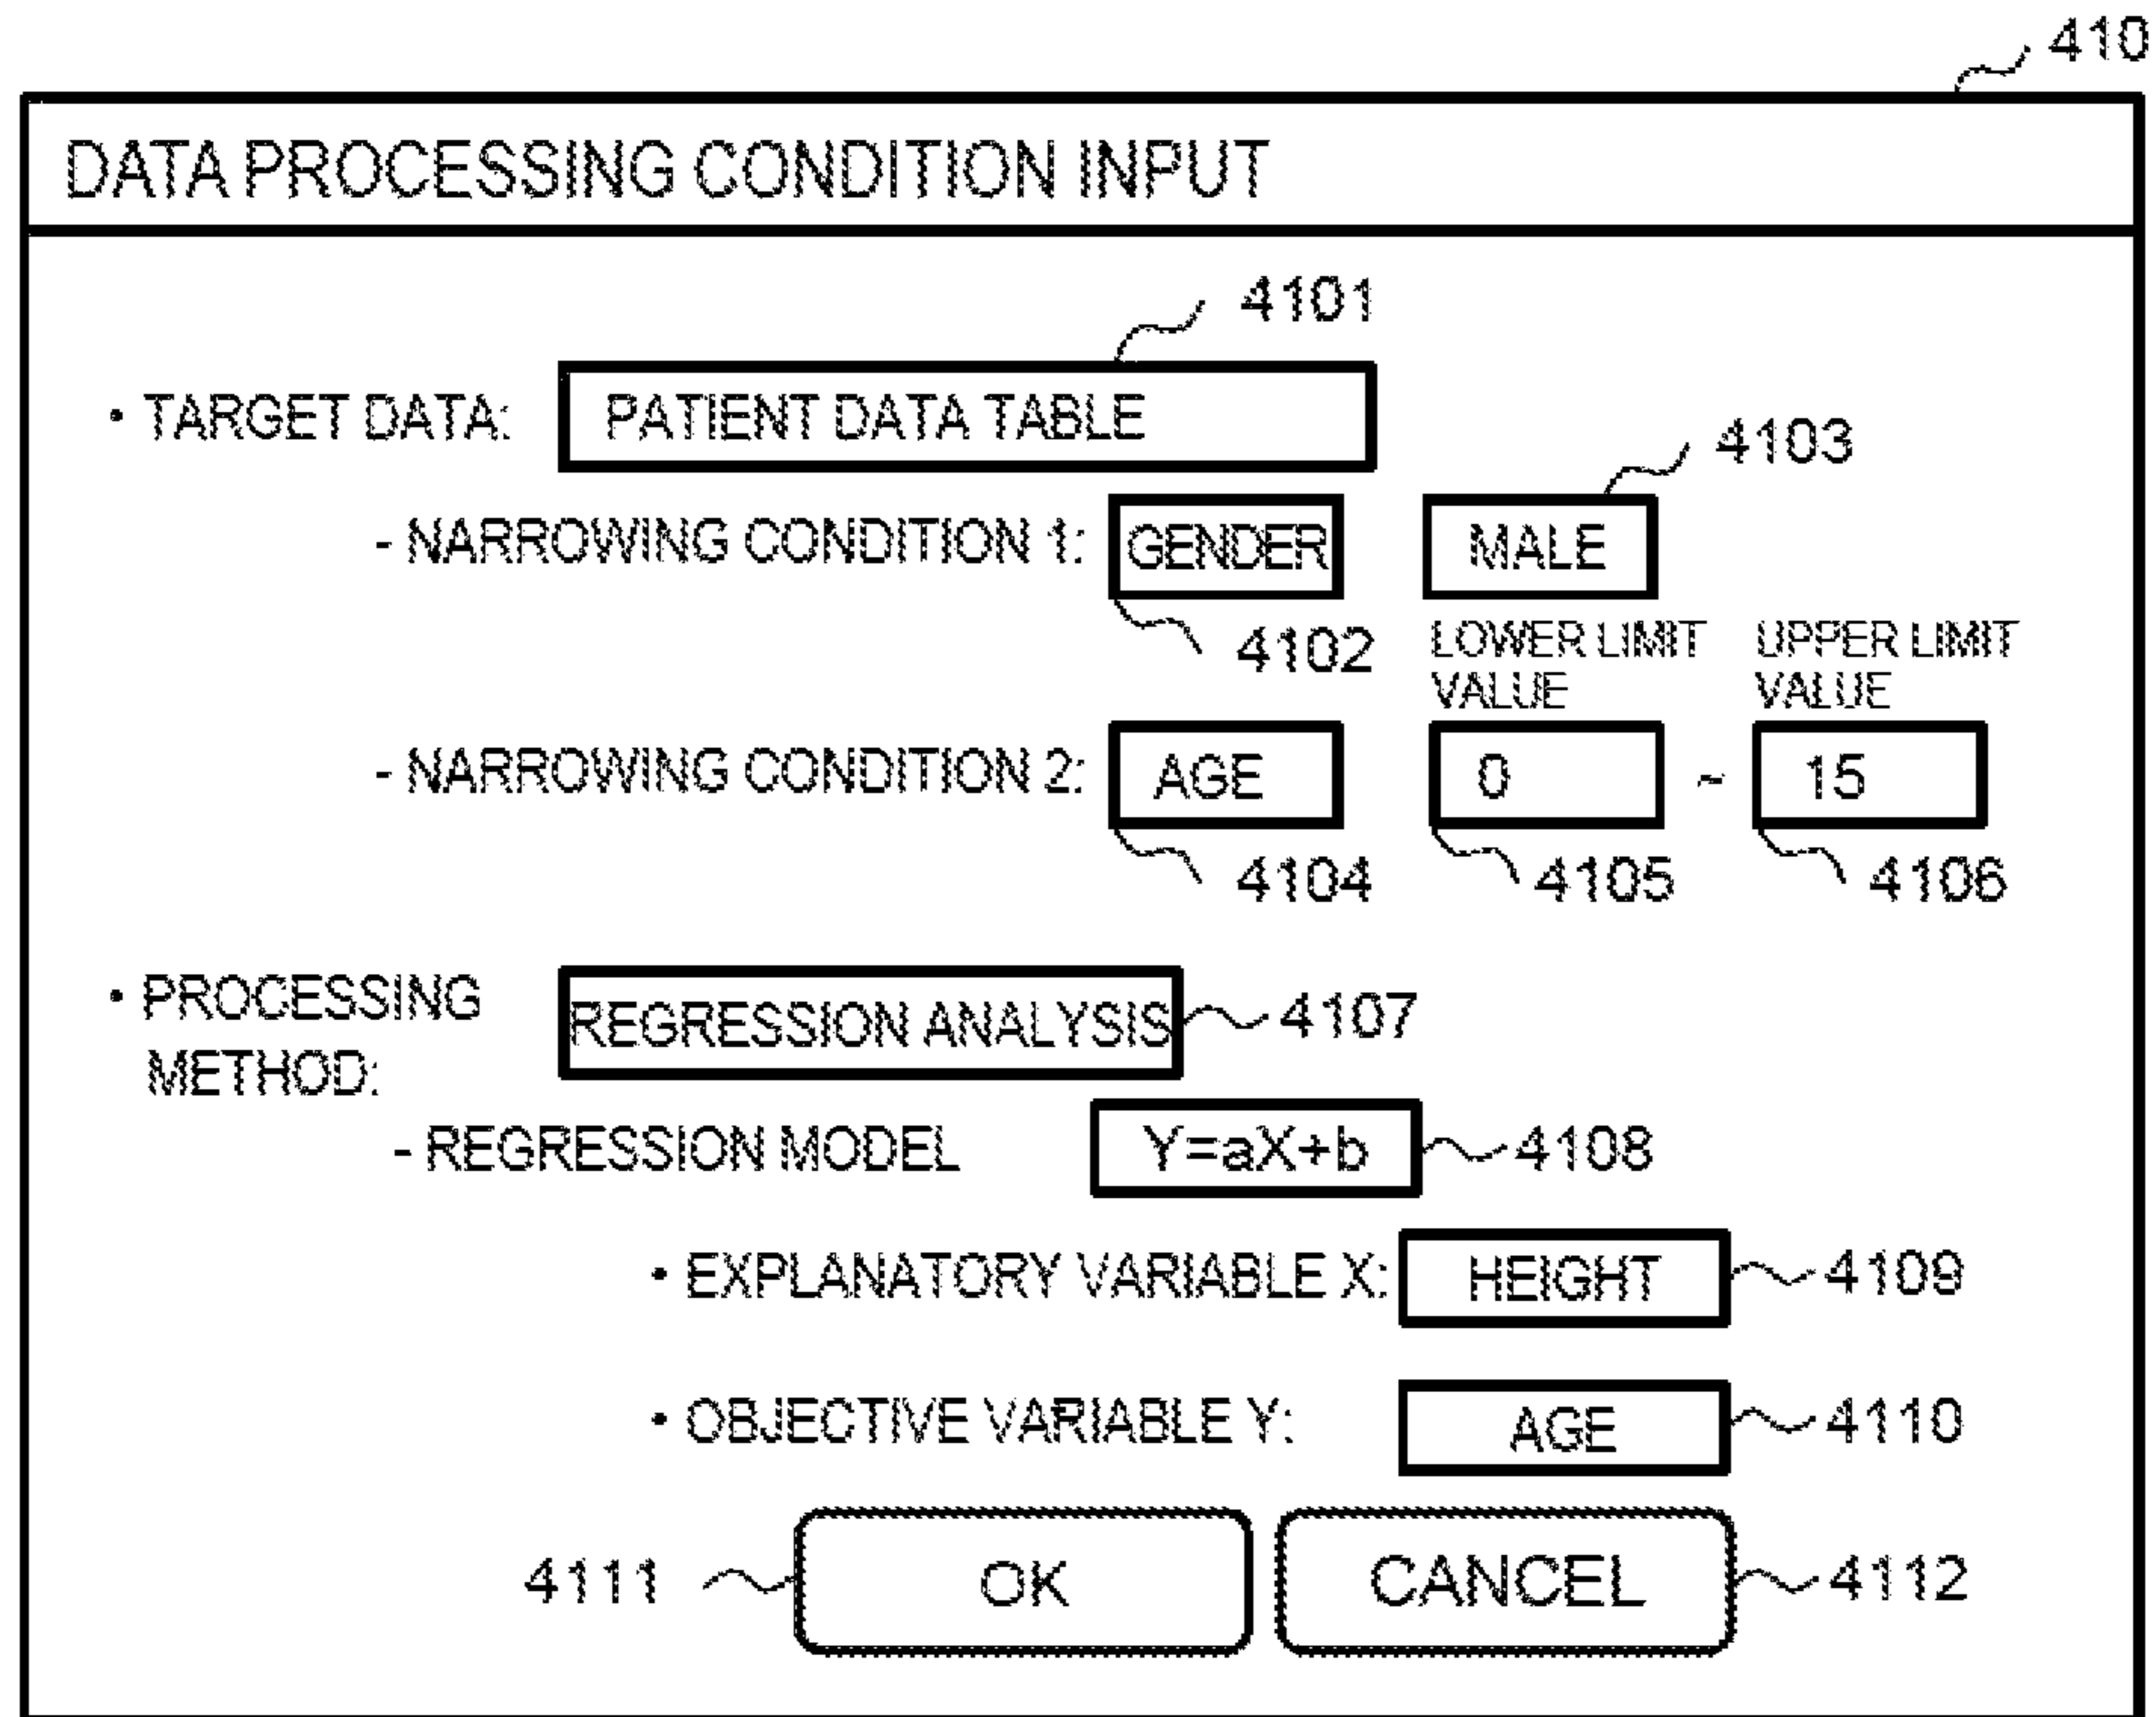 410
DATA PROCESSING CONDITION INPUT
4101
• TARGET DATA: PATIENT DATA TABLE
4103
- NARROWING CONDITION 1: GENDER MALE
4102 LOWER LIMIT VALUE UPPER LIMIT VALUE
- NARROWING CONDITION 2: AGE 0 ~ 15
4104 4105 4106
• PROCESSING METHOD: REGRESSION ANALYSIS 4107
- REGRESSION MODEL Y=aX+b 4108
• EXPLANATORY VARIABLE X: HEIGHT 4109
• OBJECTIVE VARIABLE Y: AGE 4110
4111 OK CANCEL 4112